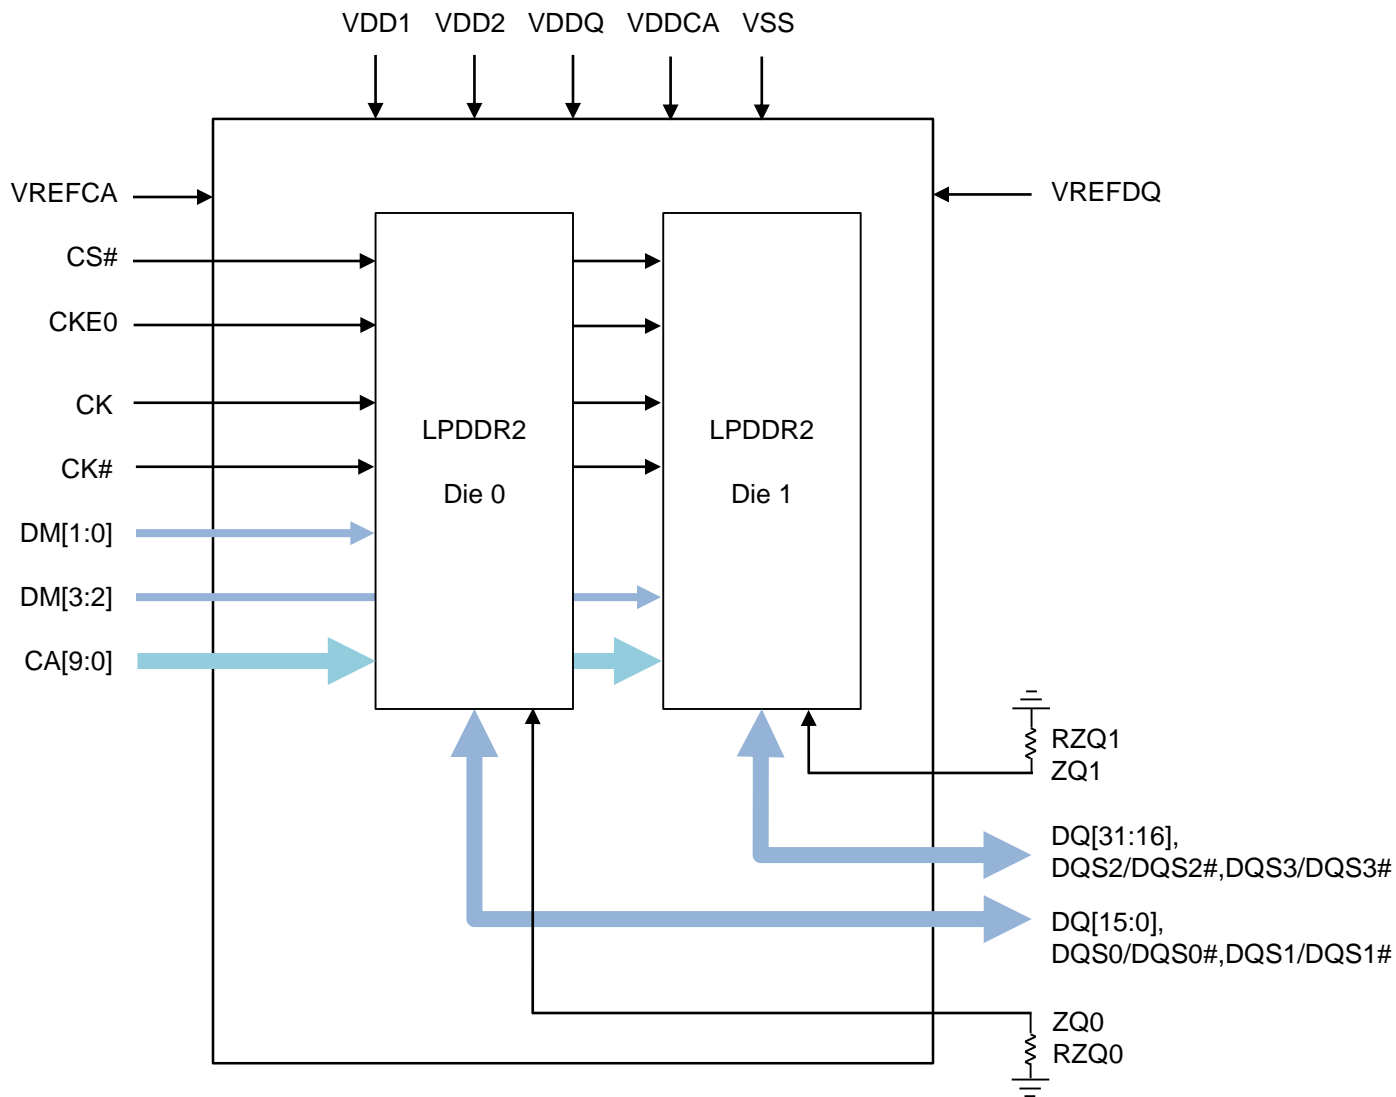 VDD1 VDD2 VDDQ VDDCA VSS
VREFCA
VREFDQ
CS#
CKE0
CK
CK#
DM[1:0]
DM[3:2]
CA[9:0]
LPDDR2
Die 0
LPDDR2
Die 1
RZQ1
ZQ1
DQ[31:16],
DQS2/DQS2#,DQS3/DQS3#
DQ[15:0],
DQS0/DQS0#,DQS1/DQS1#
ZQ0
RZQ0